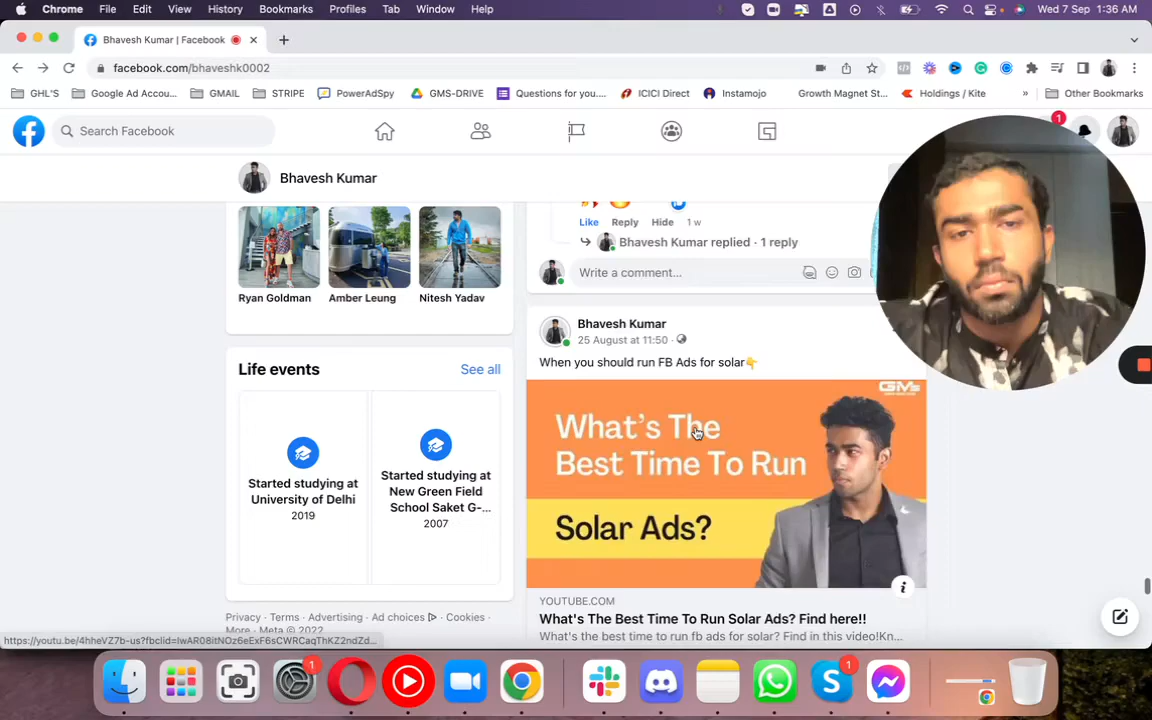 Chrome File Edit View History Bookmarks Profiles Tab Window Help Wed 7 Sep 1:36 AM
Bhavesh Kumar | Facebook
facebook.com/bhaveshk0002
GHL'S Google Ad Accou... GMAIL STRIPE PowerAdSpy GMS-DRIVE Questions for you.... ICICI Direct Instamojo Growth Magnet St... Holdings / Kite » Other Bookmarks
Search Facebook
1
Bhavesh Kumar
Ryan Goldman Amber Leung Nitesh Yadav
Like Reply Hide 1 w
Bhavesh Kumar replied · 1 reply
Write a comment...
Bhavesh Kumar
25 August at 11:50 ·
When you should run FB Ads for solar👇
Life events See all
Started studying at
University of Delhi
2019
Started studying at
New Green Field
School Saket G-...
2007
GMs
What's The
Best Time To Run
Solar Ads?
YOUTUBE.COM
What's The Best Time To Run Solar Ads? Find here!!
What's the best time to run fb ads for solar? Find in this video!Kn...
Privacy · Terms · Advertising · Ad choices · Cookies ·
More · Meta © 2022
1
1